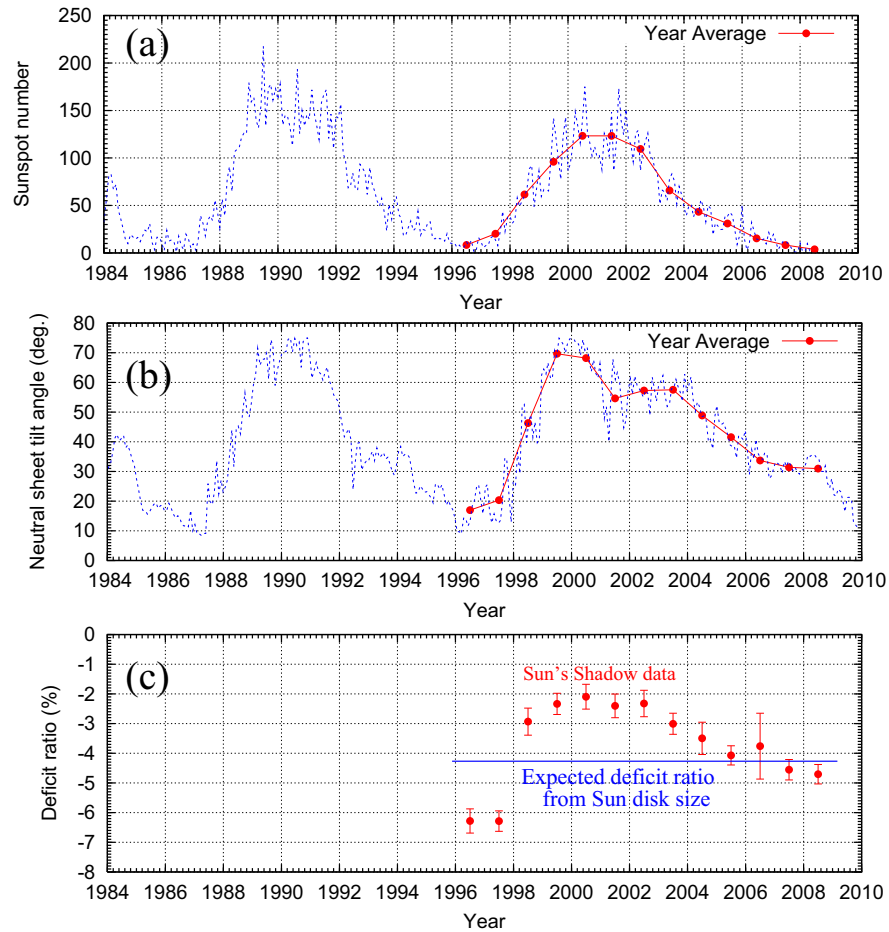 (a)
Year Average
Sunspot number
250
200
150
100
50
0
1984 1986 1988 1990 1992 1994 1996 1998 2000 2002 2004 2006 2008 2010
Year
(b)
Year Average
Neutral sheet tilt angle (deg.)
80
70
60
50
40
30
20
10
0
1984 1986 1988 1990 1992 1994 1996 1998 2000 2002 2004 2006 2008 2010
Year
(c)
Sun's Shadow data
Expected deficit ratio
from Sun disk size
Deficit ratio (%)
0
-1
-2
-3
-4
-5
-6
-7
-8
1984 1986 1988 1990 1992 1994 1996 1998 2000 2002 2004 2006 2008 2010
Year